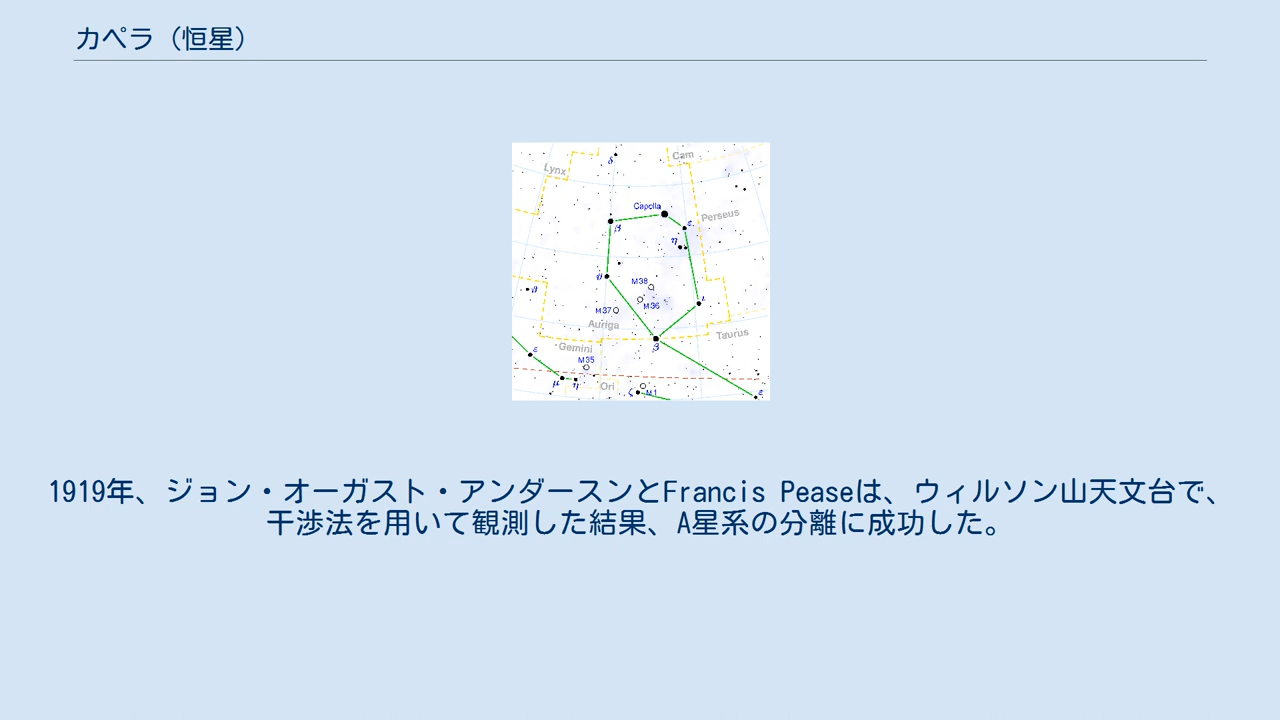 カペラ（恒星）
δ
Cam
Lynx
Capella
Perseus
β
ε
η
θ
M38
M36
M37
ι
Auriga
Taurus
β
Gemini
ε
M35
μ
η
Ori
ζ
M1
1919年、ジョン・オーガスト・アンダースンとFrancis Peaseは、ウィルソン山天文台で、
干渉法を用いて観測した結果、A星系の分離に成功した。